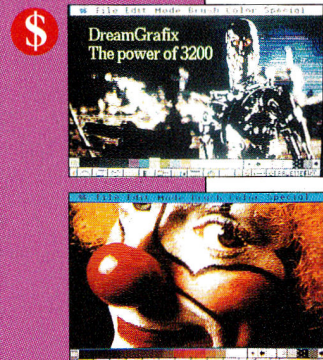 $
File Edit Mode Brush Color Special
DreamGrafix
The power of 3200
File Edit Mode Brush Color Special